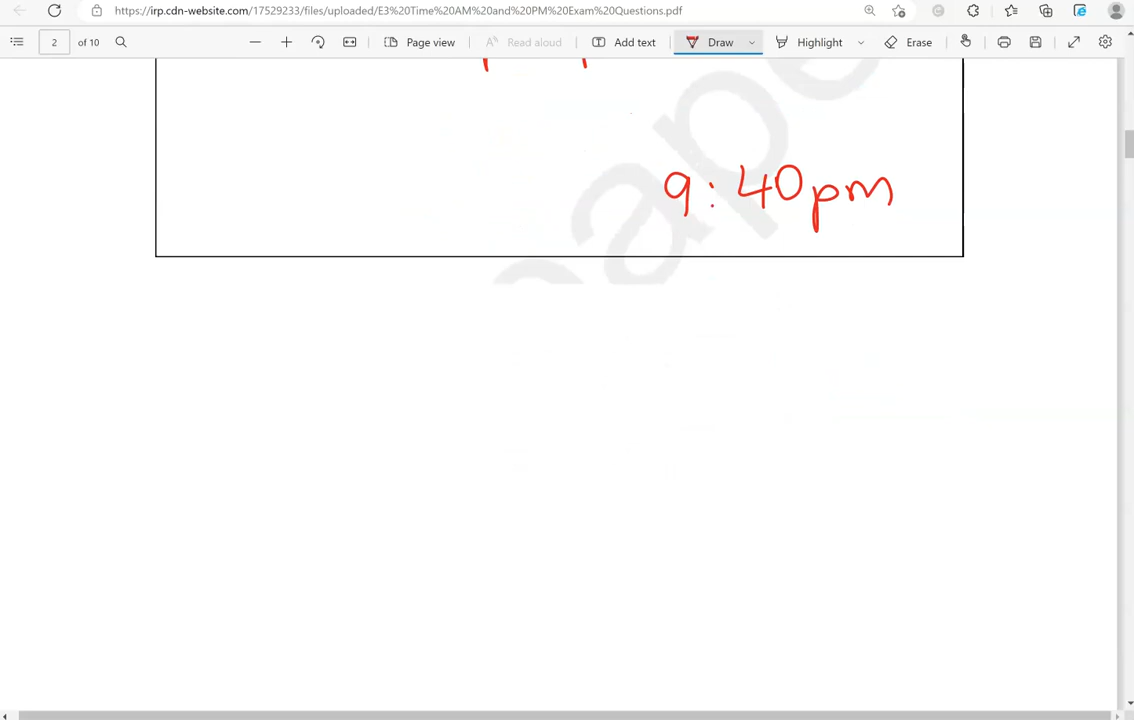 https://irp.cdn-website.com/17529233/files/uploaded/E3%20Time%20AM%20and%20PM%20Exam%20Questions.pdf
2 of 10 Page view Read aloud Add text Draw Highlight Erase
9:40pm